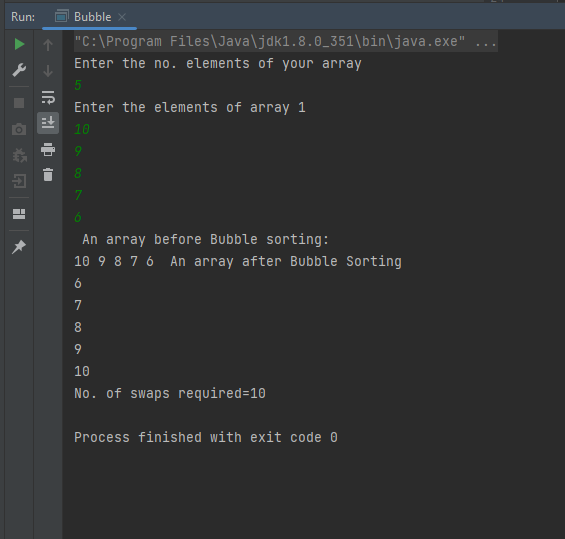 Run: Bubble
"C:\Program Files\Java\jdk1.8.0_351\bin\java.exe" ...
Enter the no. elements of your array
5
Enter the elements of array 1
10
9
8
7
6
An array before Bubble sorting:
10 9 8 7 6  An array after Bubble Sorting
6
7
8
9
10
No. of swaps required=10
Process finished with exit code 0